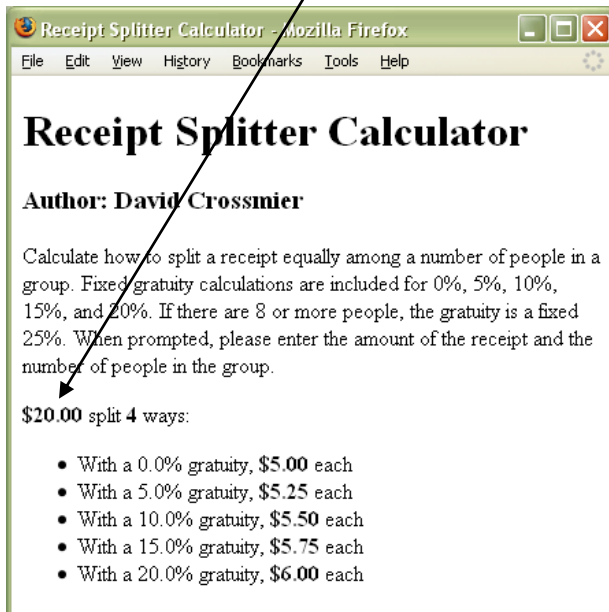 Receipt Splitter Calculator - Mozilla Firefox
File Edit View History Bookmarks Tools Help
Receipt Splitter Calculator
Author: David Crossmier
Calculate how to split a receipt equally among a number of people in a
group. Fixed gratuity calculations are included for 0%, 5%, 10%,
15%, and 20%. If there are 8 or more people, the gratuity is a fixed
25%. When prompted, please enter the amount of the receipt and the
number of people in the group.
$20.00 split 4 ways:
• With a 0.0% gratuity, $5.00 each
• With a 5.0% gratuity, $5.25 each
• With a 10.0% gratuity, $5.50 each
• With a 15.0% gratuity, $5.75 each
• With a 20.0% gratuity, $6.00 each